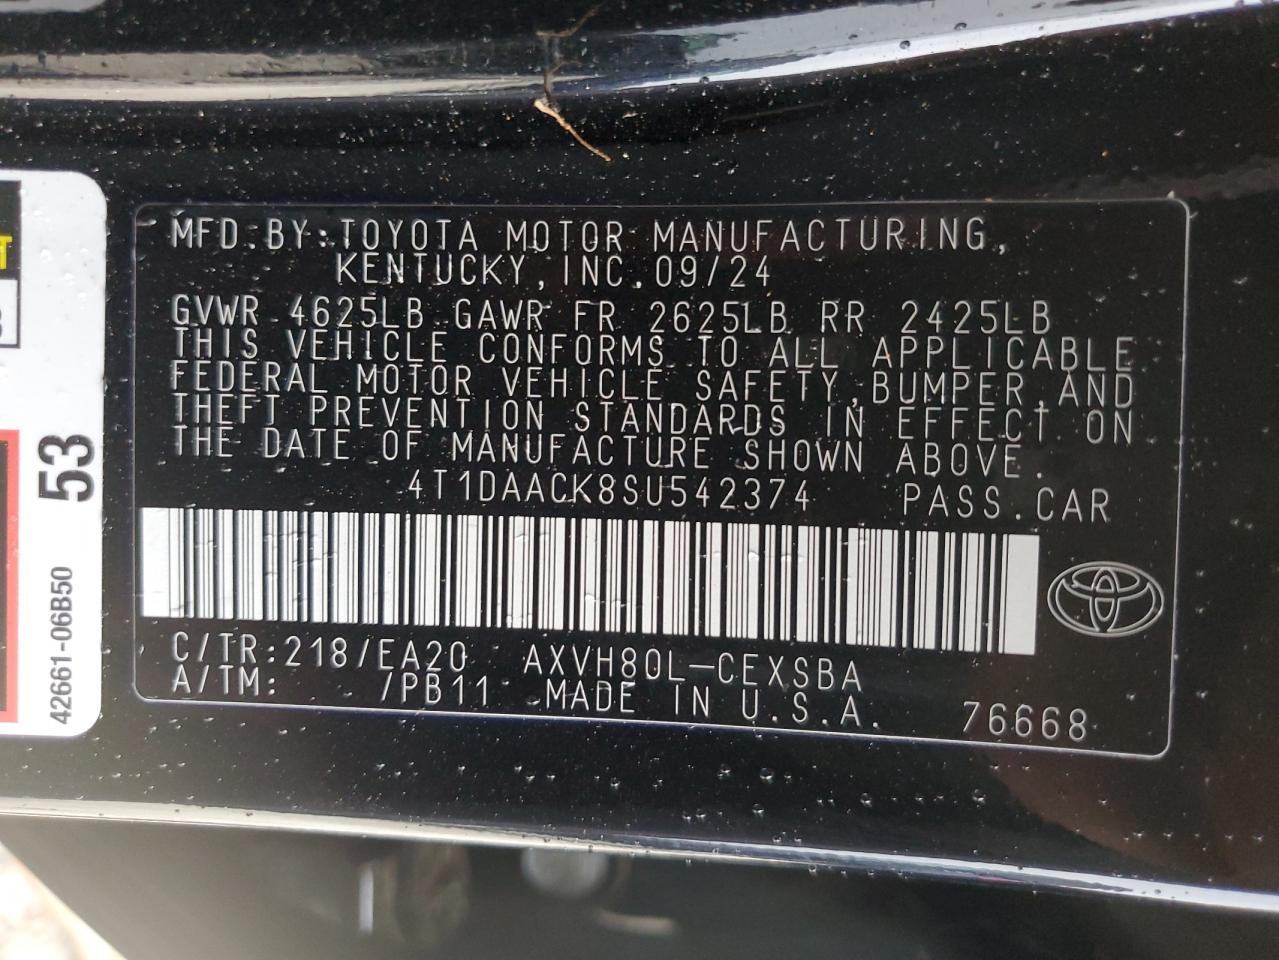 MFD.BY:TOYOTA MOTOR MANUFACTURING,
KENTUCKY,INC.09/24
GVWR 4625LB GAWR FR 2625LB RR 2425LB
THIS VEHICLE CONFORMS TO ALL APPLICABLE
FEDERAL MOTOR VEHICLE SAFETY,BUMPER,AND
THEFT PREVENTION STANDARDS IN EFFECT ON
THE DATE OF MANUFACTURE SHOWN ABOVE.
4T1DAACK8SU542374 PASS.CAR
C/TR:218/EA20 AXVH80L-CEXSBA
A/TM: /PB11 MADE IN U.S.A. 76668
53
42661-06B50